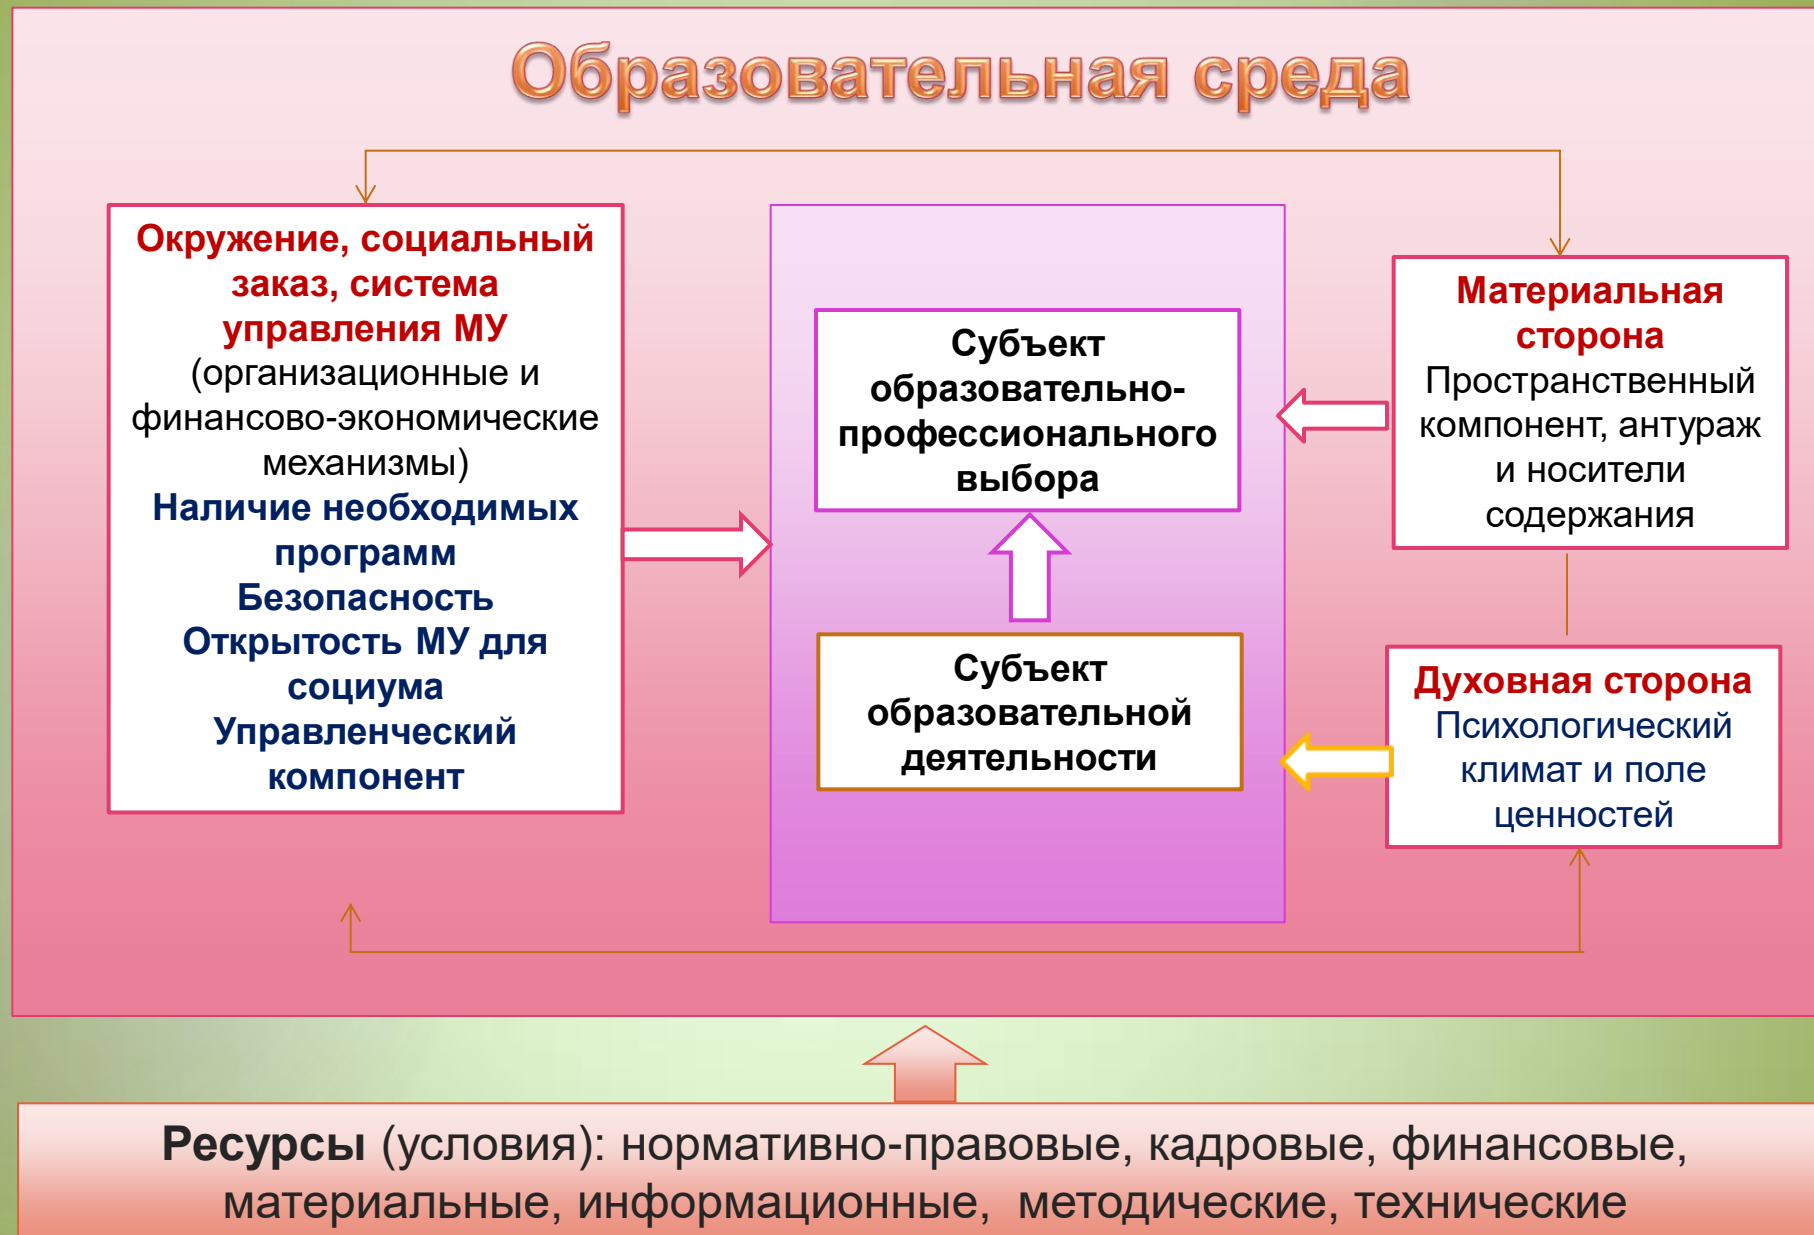 Образовательная среда
Окружение, социальный
заказ, система
управления МУ
(организационные и
финансово-экономические
механизмы)
Наличие необходимых
программ
Безопасность
Открытость МУ для
социума
Управленческий
компонент
Субъект
образовательно-
профессионального
выбора
Субъект
образовательной
деятельности
Материальная
сторона
Пространственный
компонент, антураж
и носители
содержания
Духовная сторона
Психологический
климат и поле
ценностей
Ресурсы (условия): нормативно-правовые, кадровые, финансовые,
материальные, информационные, методические, технические